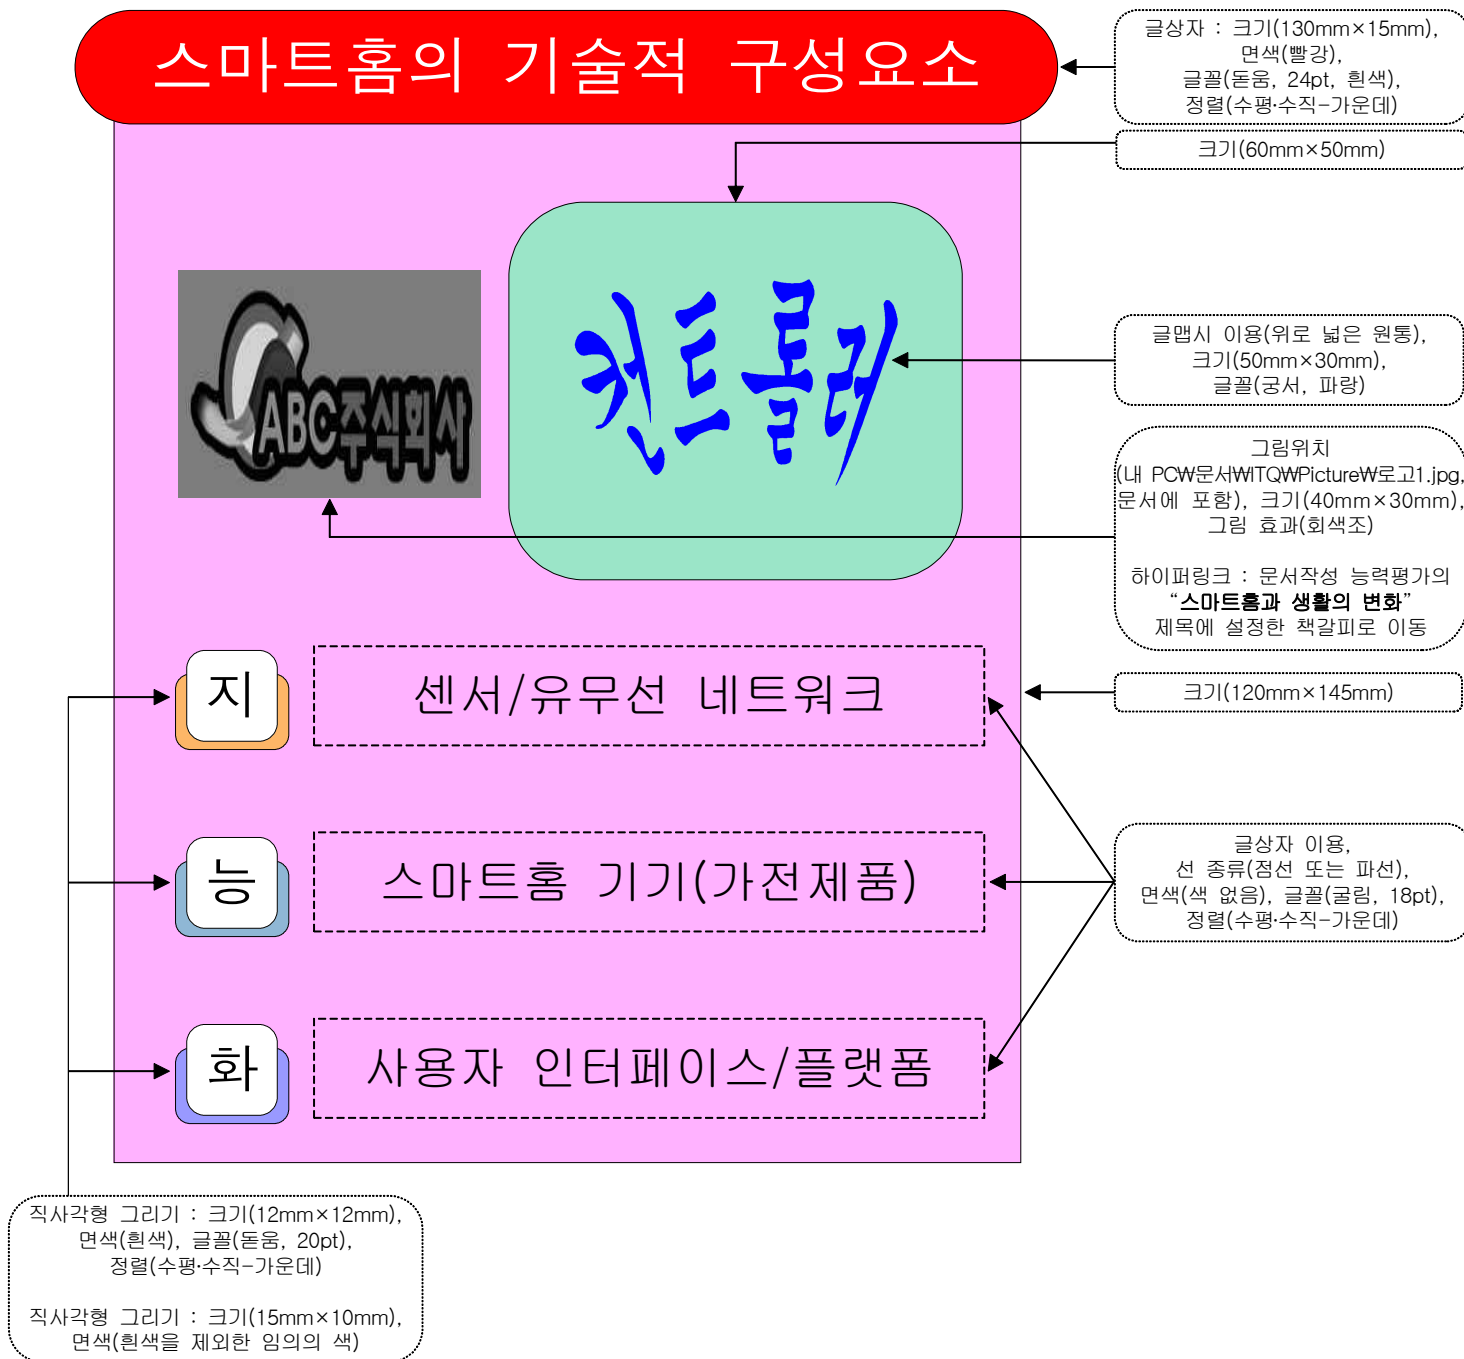 스마트홈의 기술적 구성요소
글상자 : 크기(130mm×15mm),
면색(빨강),
글꼴(돋움, 24pt, 흰색),
정렬(수평·수직-가운데)
크기(60mm×50mm)
컨트롤러
ABC주식회사
글맵시 이용(위로 넓은 원통),
크기(50mm×30mm),
글꼴(궁서, 파랑)
그림위치
(내 PC₩문서₩ITQ₩Picture₩로고1.jpg,
문서에 포함), 크기(40mm×30mm),
그림 효과(회색조)
하이퍼링크 : 문서작성 능력평가의
“스마트홈과 생활의 변화”
제목에 설정한 책갈피로 이동
지
센서/유무선 네트워크
크기(120mm×145mm)
능
스마트홈 기기(가전제품)
글상자 이용,
선 종류(점선 또는 파선),
면색(색 없음), 글꼴(굴림, 18pt),
정렬(수평·수직-가운데)
화
사용자 인터페이스/플랫폼
직사각형 그리기 : 크기(12mm×12mm),
면색(흰색), 글꼴(돋움, 20pt),
정렬(수평·수직-가운데)
직사각형 그리기 : 크기(15mm×10mm),
면색(흰색을 제외한 임의의 색)